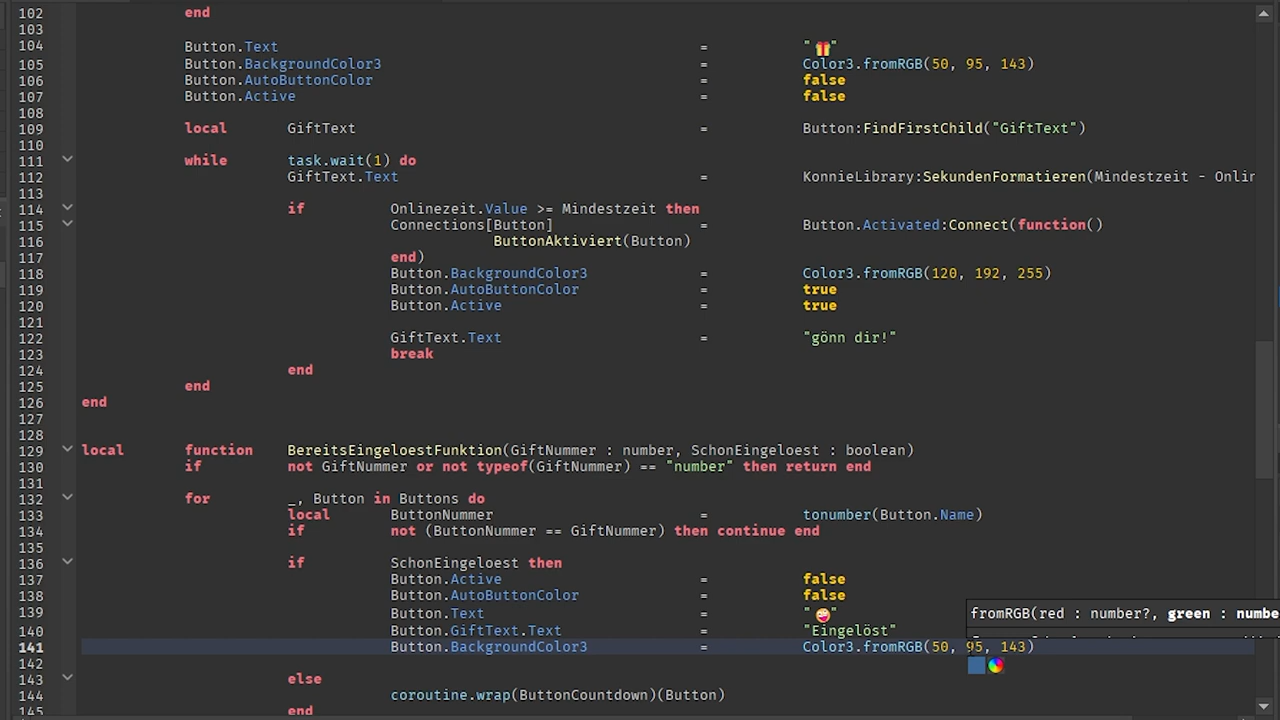 102 end
103
104 Button.Text = "🎁"
105 Button.BackgroundColor3 = Color3.fromRGB(50, 95, 143)
106 Button.AutoButtonColor = false
107 Button.Active = false
108
109 local GiftText = Button:FindFirstChild("GiftText")
110
111 while task.wait(1) do
112 GiftText.Text = KonnieLibrary:SekundenFormatieren(Mindestzeit - Onlin
113
114 if Onlinezeit.Value >= Mindestzeit then
115 Connections[Button] = Button.Activated:Connect(function()
116 ButtonAktiviert(Button)
117 end)
118 Button.BackgroundColor3 = Color3.fromRGB(120, 192, 255)
119 Button.AutoButtonColor = true
120 Button.Active = true
121
122 GiftText.Text = "gönn dir!"
123 break
124 end
125 end
126 end
127
128
129 local function BereitsEingeloestFunktion(GiftNummer : number, SchonEingeloest : boolean)
130 if not GiftNummer or not typeof(GiftNummer) == "number" then return end
131
132 for _, Button in Buttons do
133 local ButtonNummer = tonumber(Button.Name)
134 if not (ButtonNummer == GiftNummer) then continue end
135
136 if SchonEingeloest then
137 Button.Active = false
138 Button.AutoButtonColor = false
139 Button.Text = "🤪"
fromRGB(red : number?, green : numbe
140 Button.GiftText.Text = "Eingelöst"
141 Button.BackgroundColor3 = Color3.fromRGB(50, 95, 143)
142
143 else
144 coroutine.wrap(ButtonCountdown)(Button)
145 end